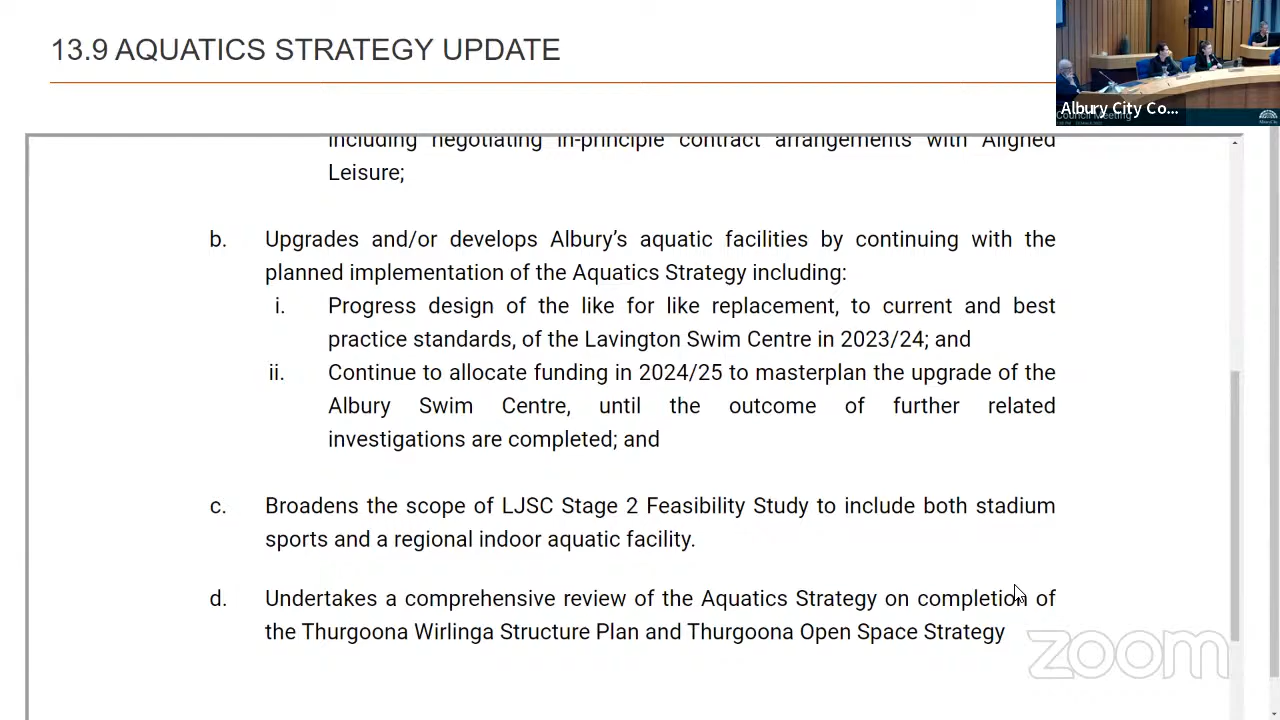 13.9 AQUATICS STRATEGY UPDATE
Albury City Co...
Council Meeting
including negotiating in-principle contract arrangements with Aligned
Leisure;
b. Upgrades and/or develops Albury’s aquatic facilities by continuing with the
planned implementation of the Aquatics Strategy including:
i. Progress design of the like for like replacement, to current and best
practice standards, of the Lavington Swim Centre in 2023/24; and
ii. Continue to allocate funding in 2024/25 to masterplan the upgrade of the
Albury Swim Centre, until the outcome of further related
investigations are completed; and
c. Broadens the scope of LJSC Stage 2 Feasibility Study to include both stadium
sports and a regional indoor aquatic facility.
d. Undertakes a comprehensive review of the Aquatics Strategy on completion of
the Thurgoona Wirlinga Structure Plan and Thurgoona Open Space Strategy
zoom